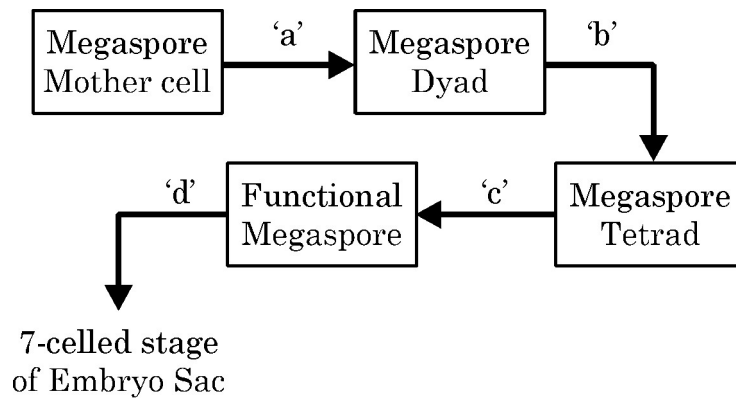 Megaspore
Mother cell
‘a’
Megaspore
Dyad
‘b’
Megaspore
Tetrad
‘c’
Functional
Megaspore
‘d’
7-celled stage
of Embryo Sac